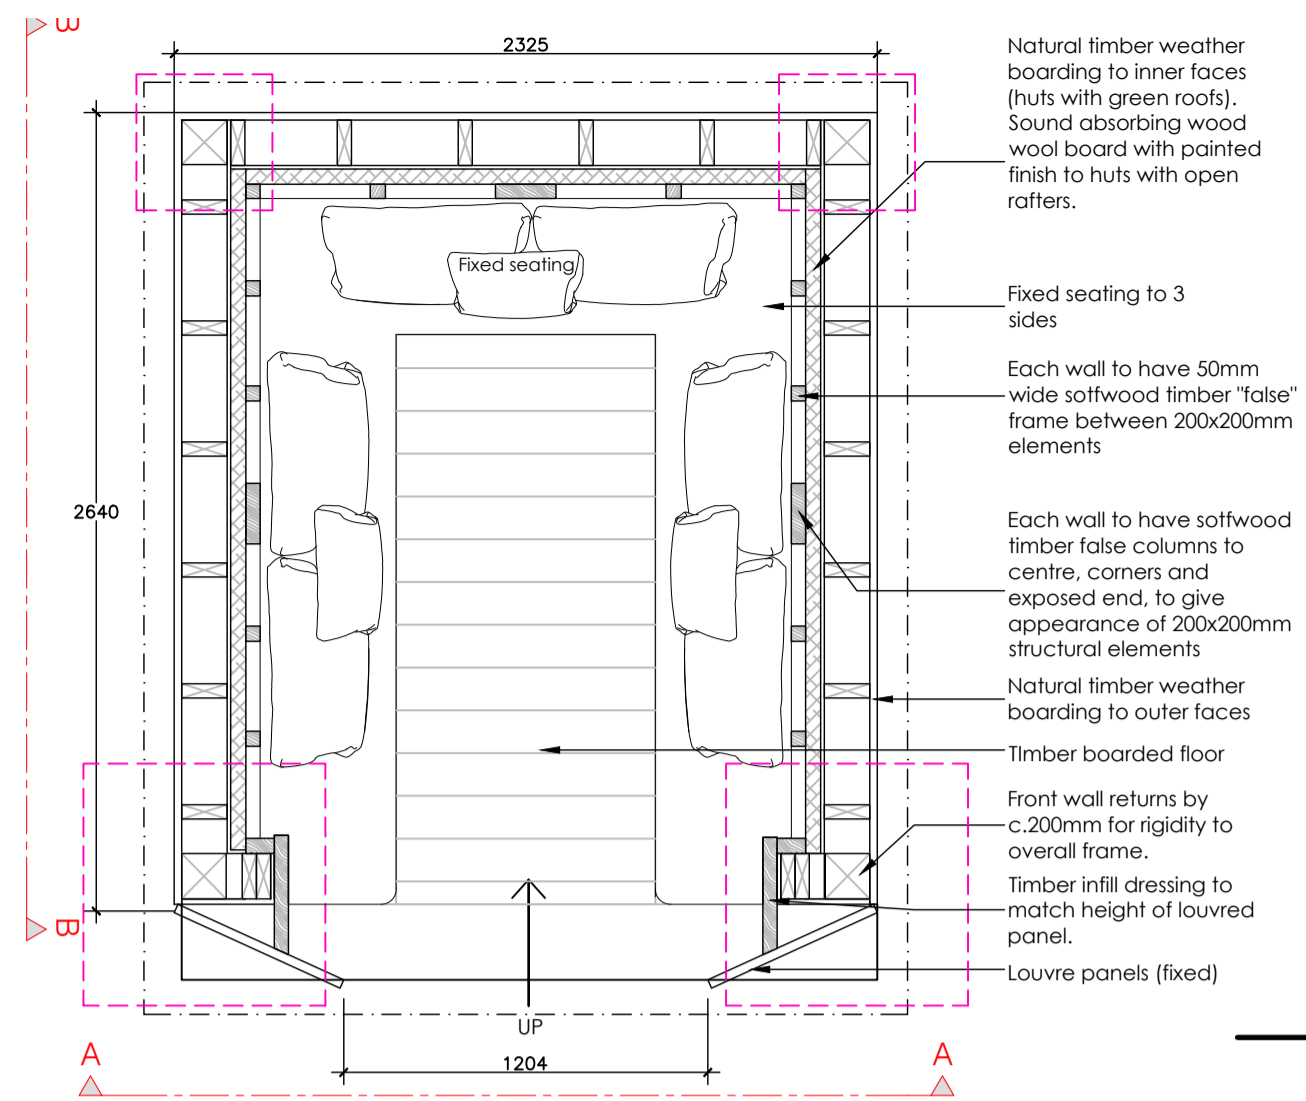 B
2325
Natural timber weather
boarding to inner faces
(huts with green roofs).
Sound absorbing wood
wool board with painted
finish to huts with open
rafters.
Fixed seating
Fixed seating to 3
sides
Each wall to have 50mm
wide sotfwood timber "false"
frame between 200x200mm
elements
2640
Each wall to have sotfwood
timber false columns to
centre, corners and
exposed end, to give
appearance of 200x200mm
structural elements
Natural timber weather
boarding to outer faces
TImber boarded floor
Front wall returns by
c.200mm for rigidity to
overall frame.
Timber infill dressing to
match height of louvred
panel.
B
Louvre panels (fixed)
UP
A
1204
A